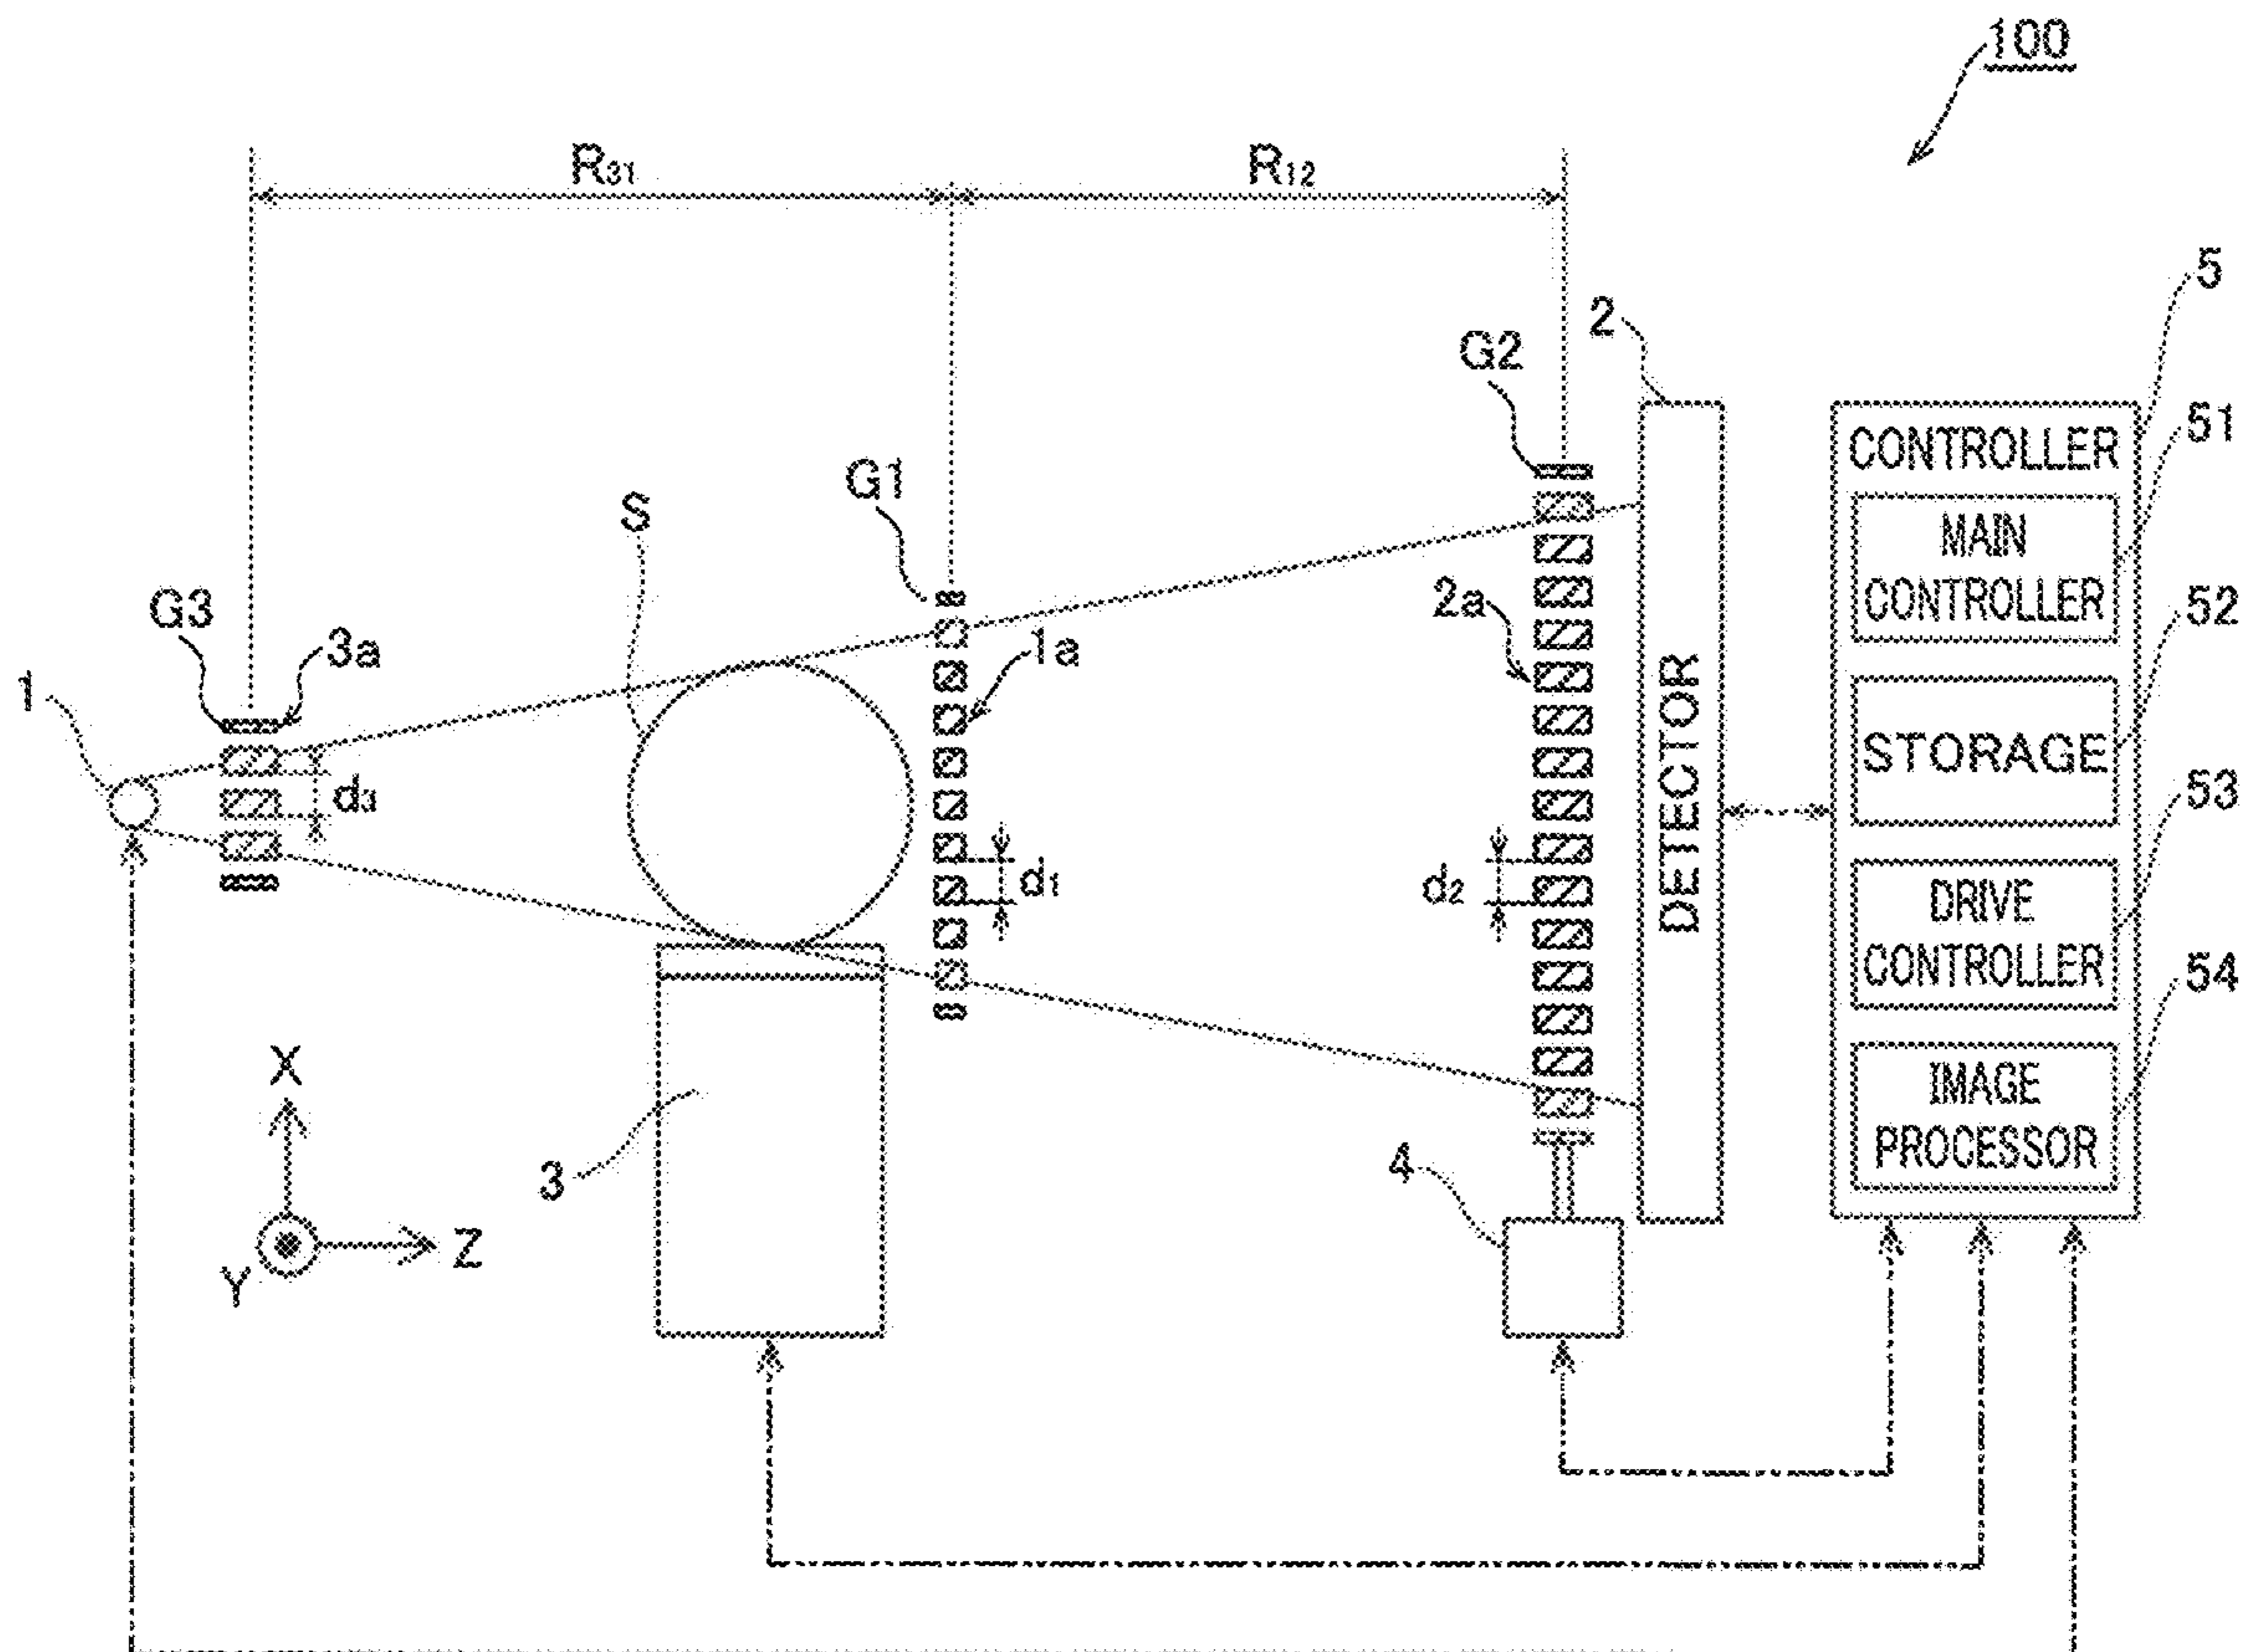 100
R31
R12
5
2
G2
51
CONTROLLER
G1
S
MAIN
CONTROLLER
52
G3
3a
2a
1a
1
DETECTOR
STORAGE
d3
53
d1
d2
DRIVE
CONTROLLER
54
X
IMAGE
PROCESSOR
3
4
Z
Y